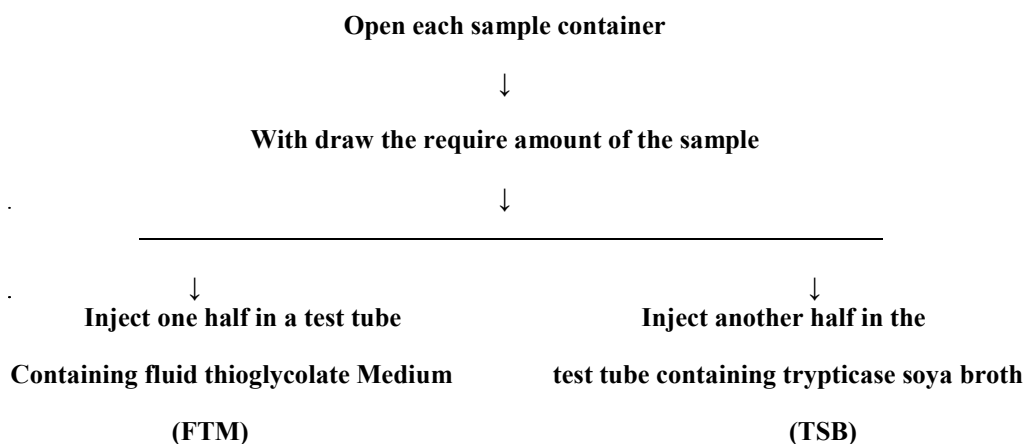 Open each sample container
↓
With draw the require amount of the sample
↓
↓ ↓
Inject one half in a test tube Inject another half in the
Containing fluid thioglycolate Medium test tube containing trypticase soya broth
(FTM) (TSB)